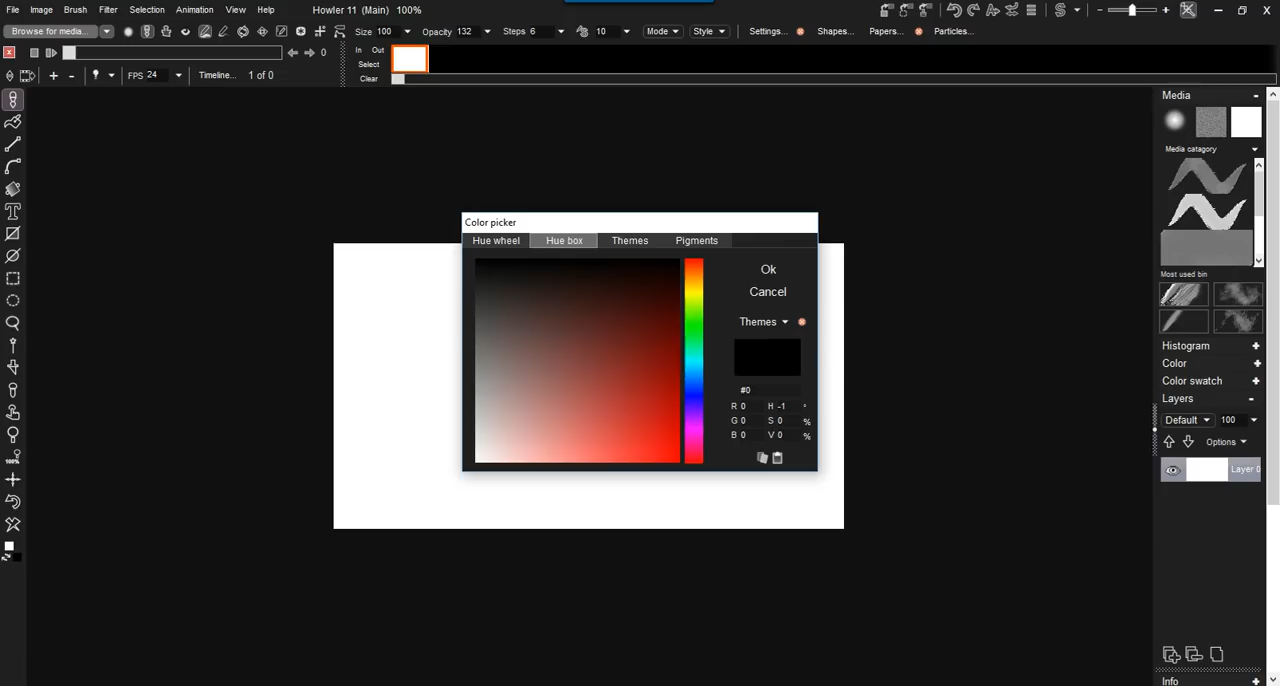 File Image Brush Filter Selection Animation View Help Howler 11 (Main) 100%
Browse for media... Size 100 Opacity 132 Steps 6 10 Mode Style Settings... Shapes... Papers... Particles...
0 In Out
Select
FPS 24 Timeline... 1 of 0 Clear
Media
Media catagory
Most used bin
Histogram
Color
Color swatch
Layers
Default 100
Options
Layer 0
Info
Color picker
Hue wheel Hue box Themes Pigments
Ok
Cancel
Themes
#0
R 0 H -1 °
G 0 S 0 %
B 0 V 0 %
100%